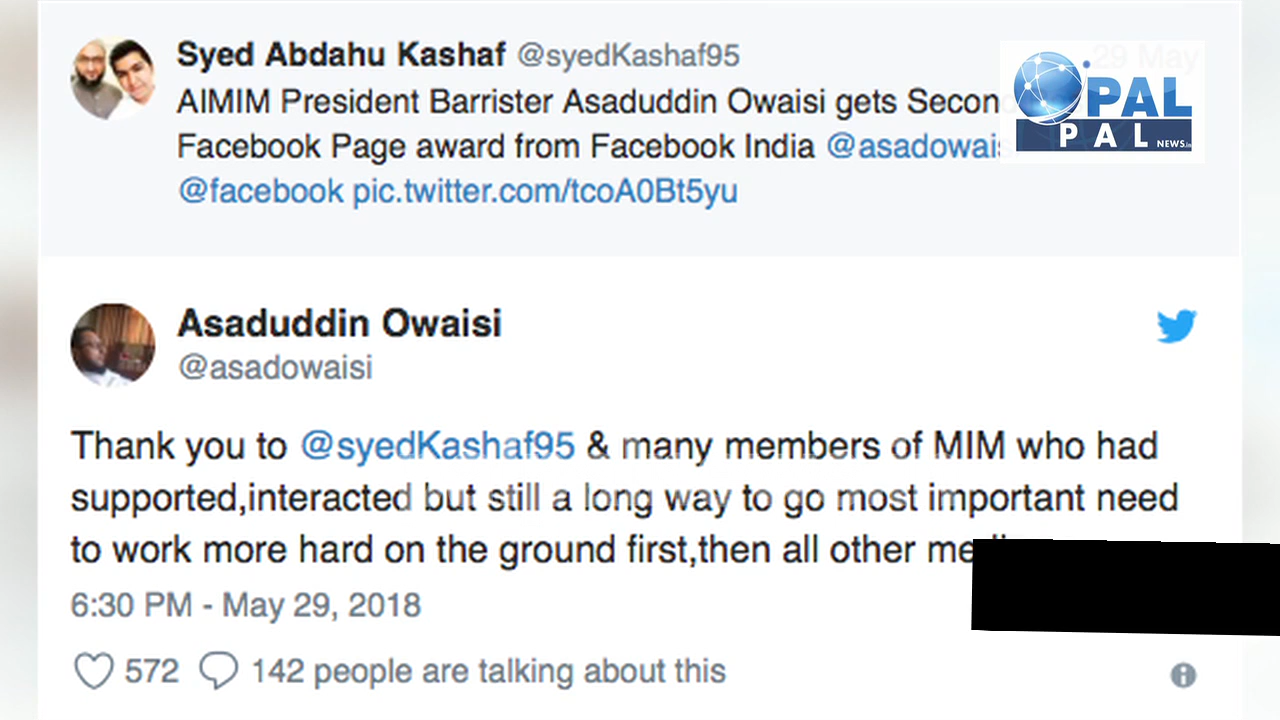 Syed Abdahu Kashaf @syedKashaf95
29 May
AIMIM President Barrister Asaduddin Owaisi gets Secon
Facebook Page award from Facebook India @asadowais
@facebook pic.twitter.com/tcoA0Bt5yu
PAL
PAL NEWS.in
Asaduddin Owaisi
@asadowaisi
Thank you to @syedKashaf95 & many members of MIM who had
supported,interacted but still a long way to go most important need
to work more hard on the ground first,then all other
6:30 PM - May 29, 2018
572 142 people are talking about this